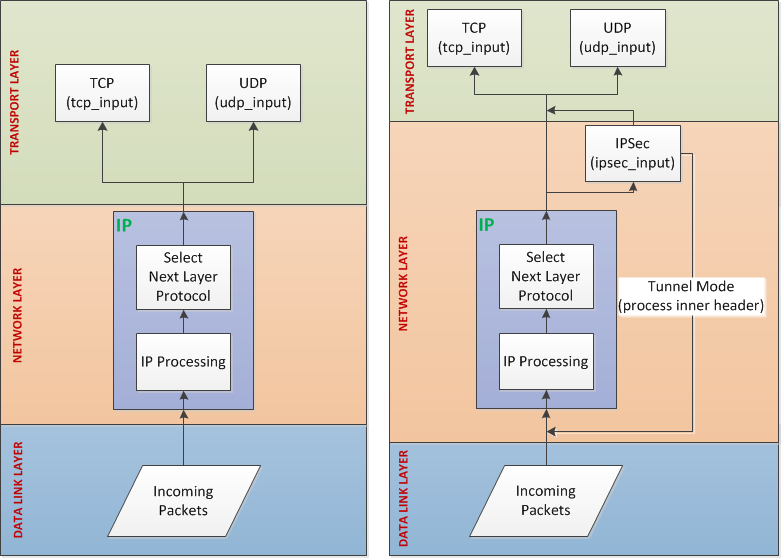 TRANSPORT LAYER
TCP
(tcp_input)
UDP
(udp_input)
NETWORK LAYER
IP
Select
Next Layer
Protocol
IP Processing
DATA LINK LAYER
Incoming
Packets
TRANSPORT LAYER
TCP
(tcp_input)
UDP
(udp_input)
NETWORK LAYER
IPSec
(ipsec_input)
IP
Select
Next Layer
Protocol
Tunnel Mode
(process inner header)
IP Processing
DATA LINK LAYER
Incoming
Packets